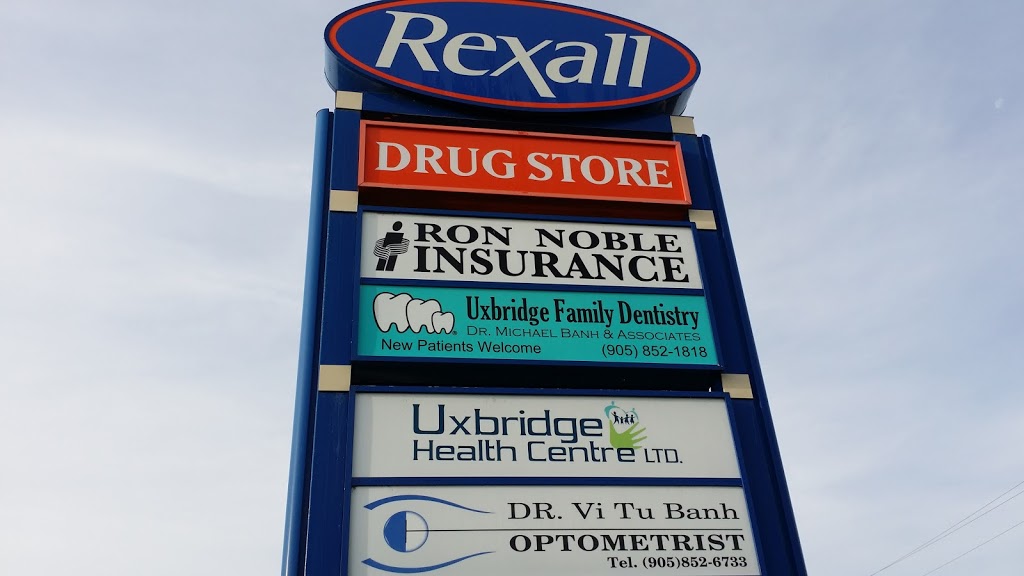 Rexall
DRUG STORE
RON NOBLE
INSURANCE
Uxbridge Family Dentistry
DR. MICHAEL BANH & ASSOCIATES
New Patients Welcome (905) 852-1818
Uxbridge
Health Centre LTD.
DR. Vi Tu Banh
OPTOMETRIST
Tel. (905)852-6733